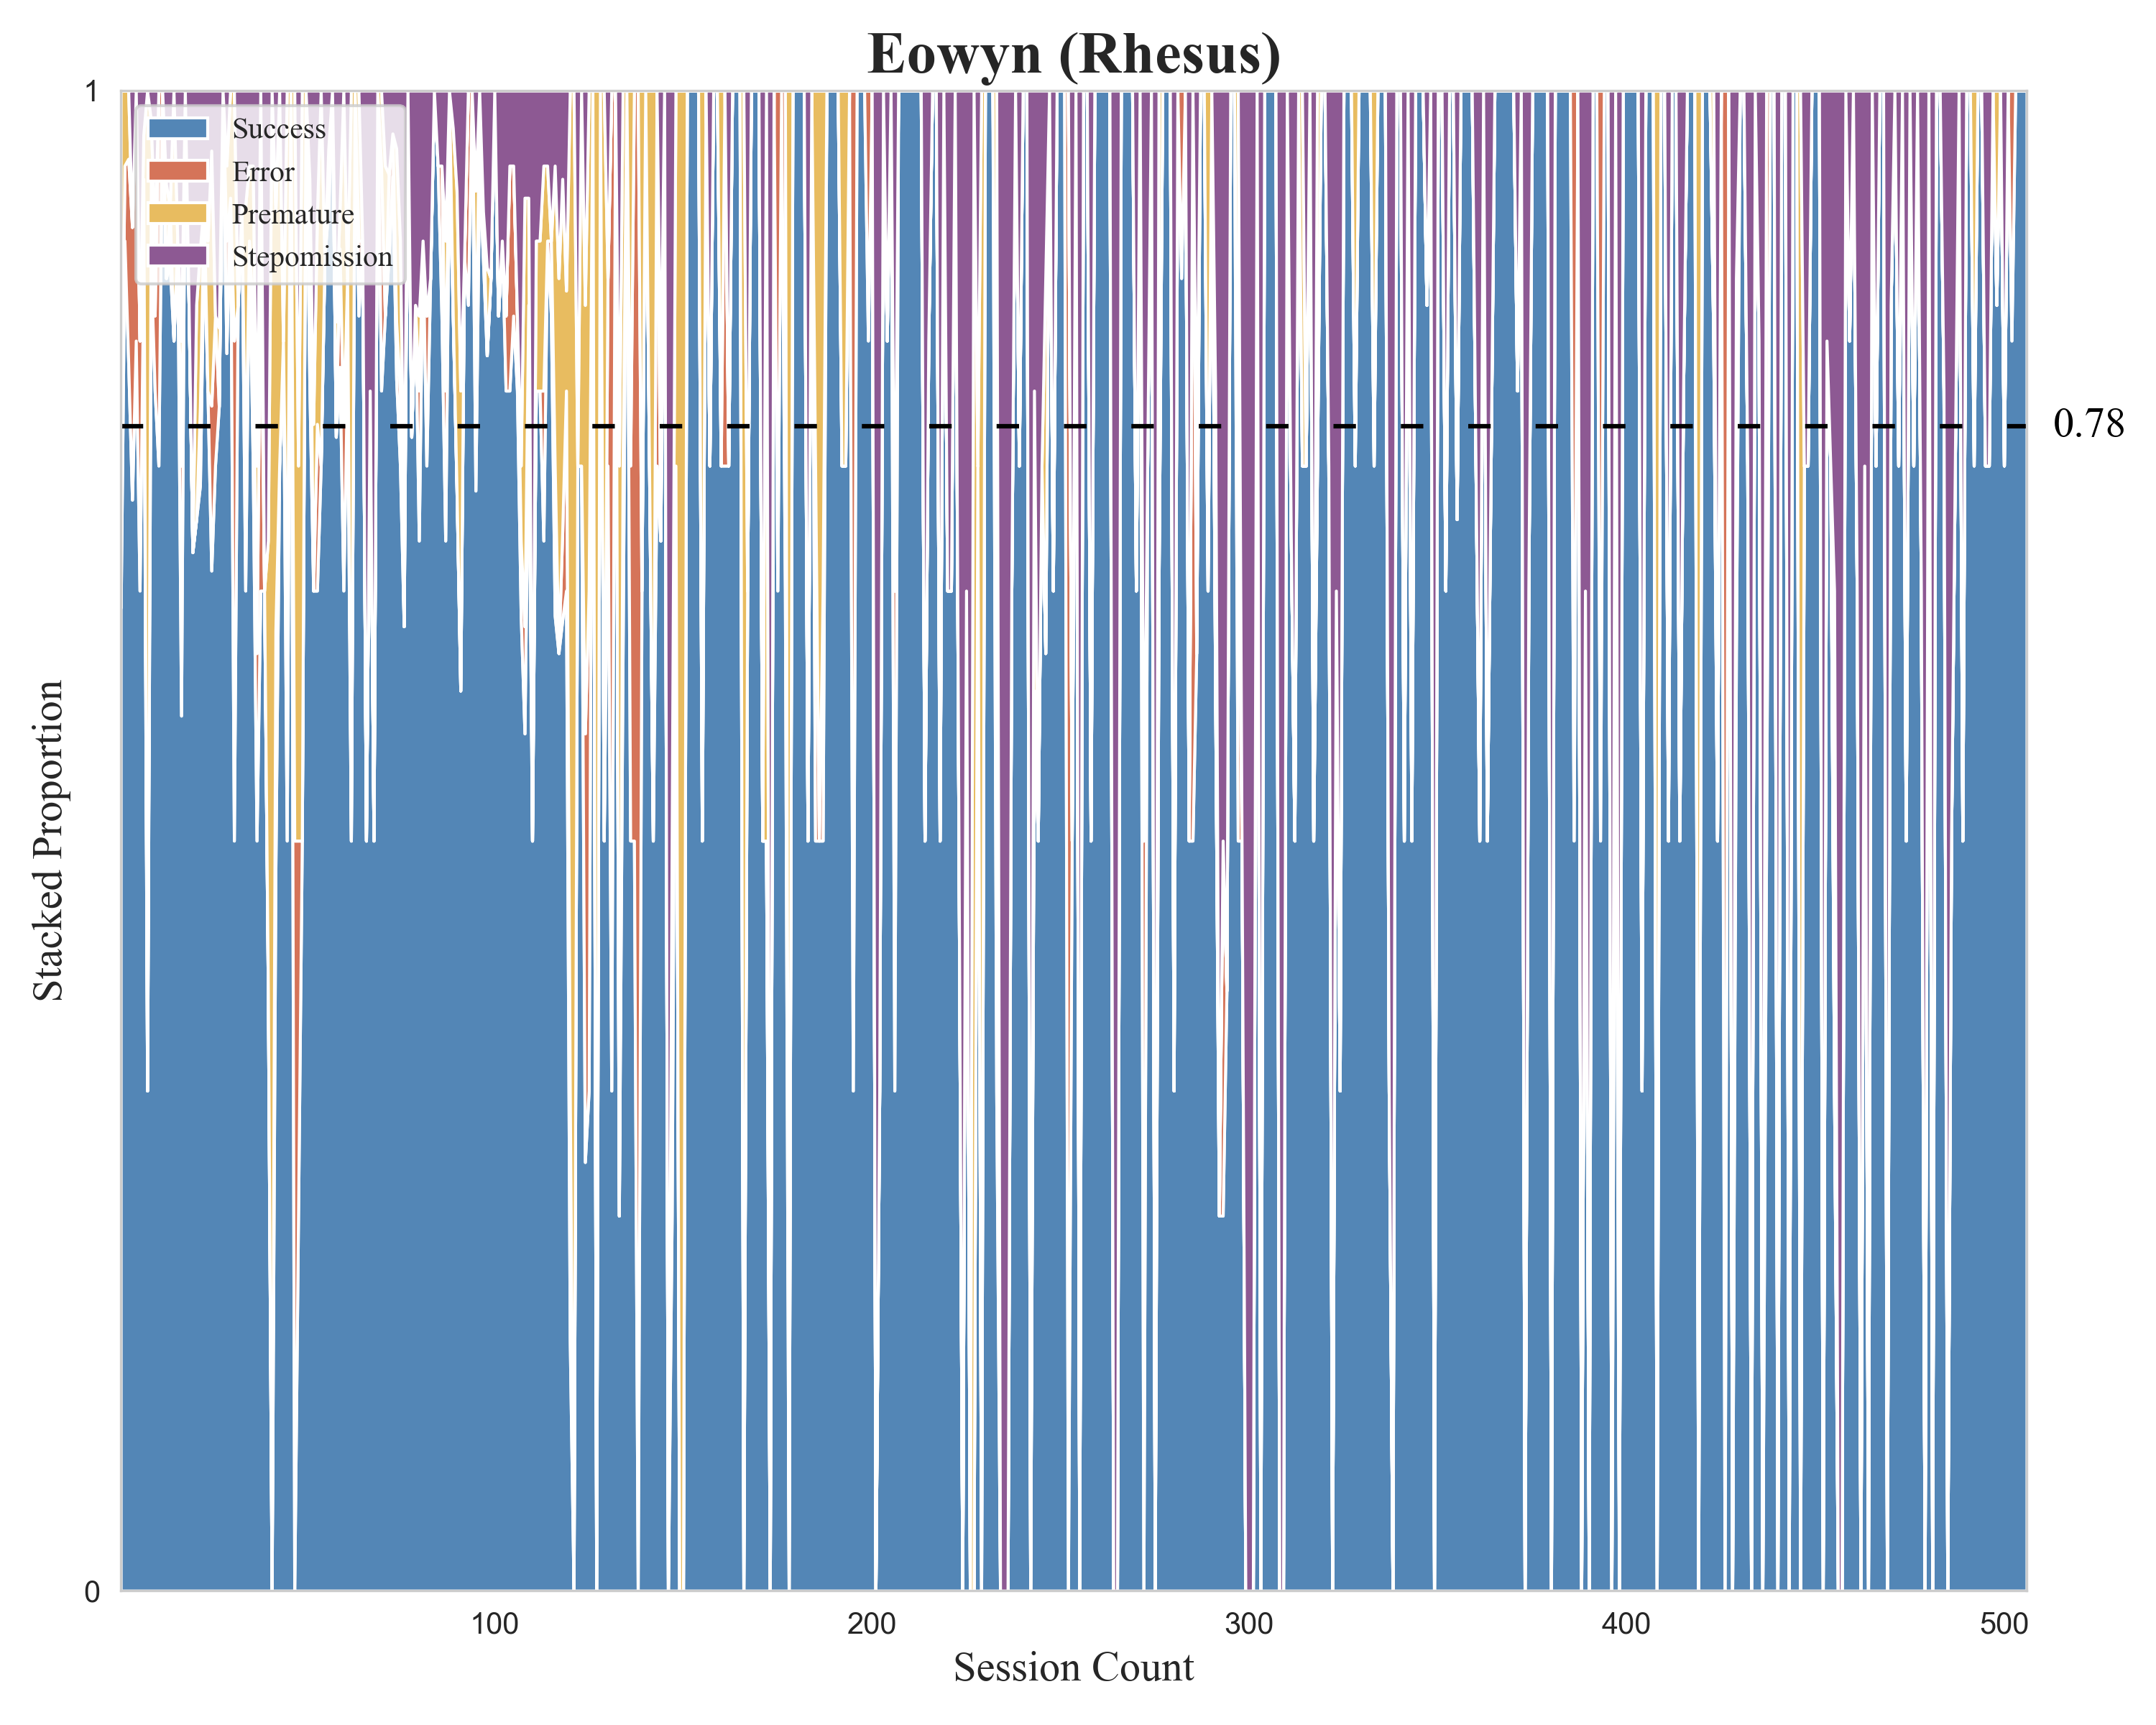 Eowyn (Rhesus)
1
Success
Error
Premature
Stepomission
0.78
Stacked Proportion
0
100 200 300 400 500
Session Count